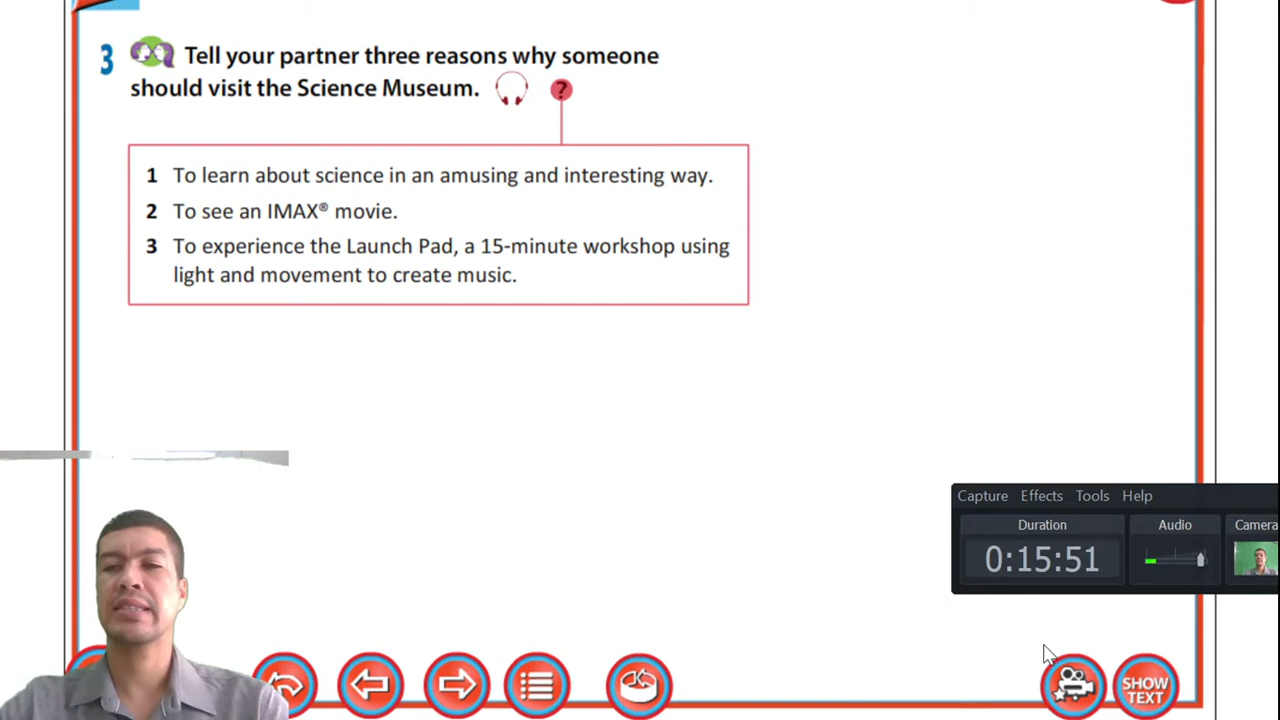 3 Tell your partner three reasons why someone
should visit the Science Museum. ?
1 To learn about science in an amusing and interesting way.
2 To see an IMAX® movie.
3 To experience the Launch Pad, a 15-minute workshop using
light and movement to create music.
Capture Effects Tools Help
Duration Audio Camera
0:15:51
SHOW
TEXT